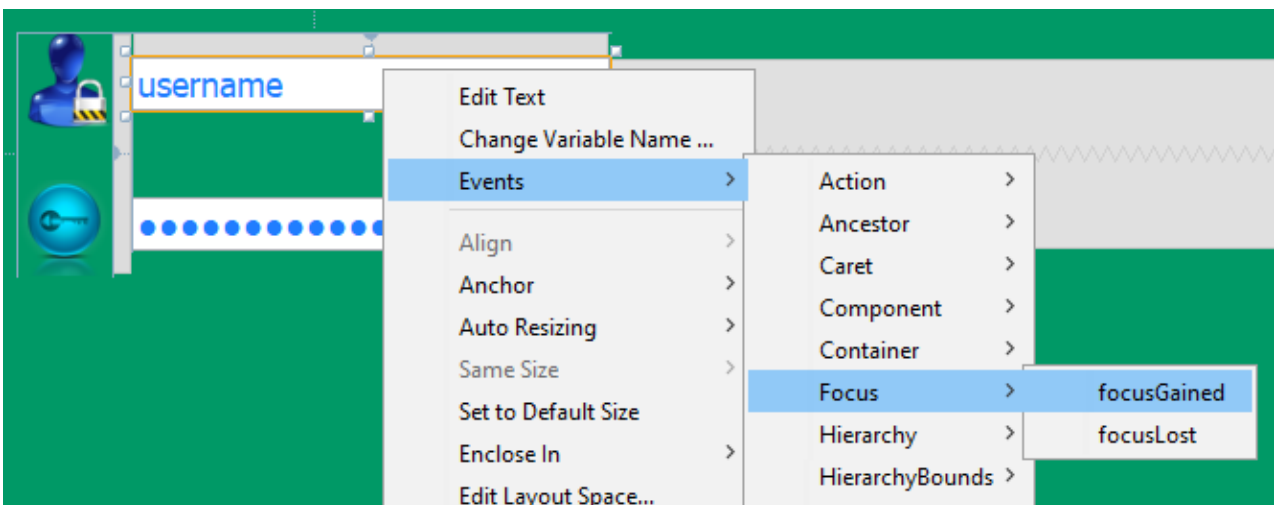 username
Edit Text
Change Variable Name ...
Events
Align
Anchor
Auto Resizing
Same Size
Set to Default Size
Enclose In
Edit Layout Space...
Action
Ancestor
Caret
Component
Container
Focus
Hierarchy
HierarchyBounds
focusGained
focusLost